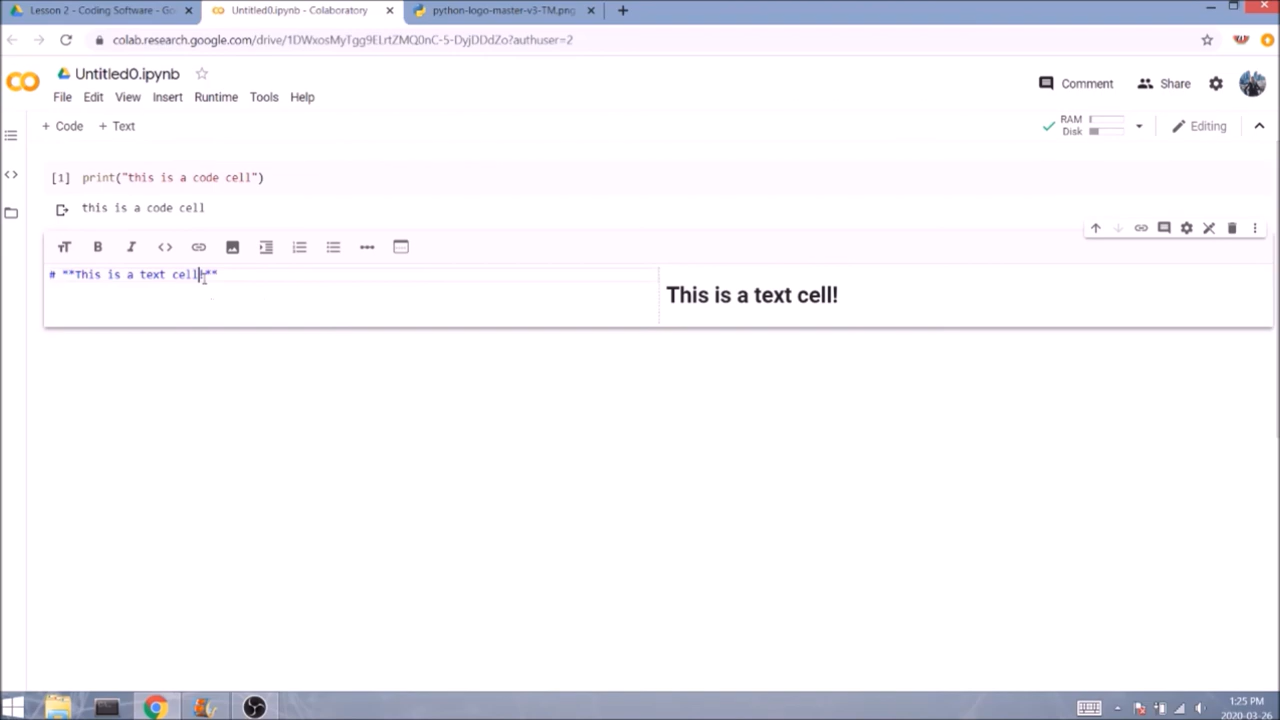 Lesson 2 - Coding Software - Go
Untitled0.ipynb - Colaboratory
python-logo-master-v3-TM.png
colab.research.google.com/drive/1DWxosMyTgg9ELrtZMQ0nC-5-DyjDDdZo?authuser=2
Untitled0.ipynb
Comment
Share
File Edit View Insert Runtime Tools Help
+ Code + Text
RAM
Disk
Editing
[1] print("this is a code cell")
this is a code cell
# **This is a text cell!**
This is a text cell!
1:25 PM
2020-03-26